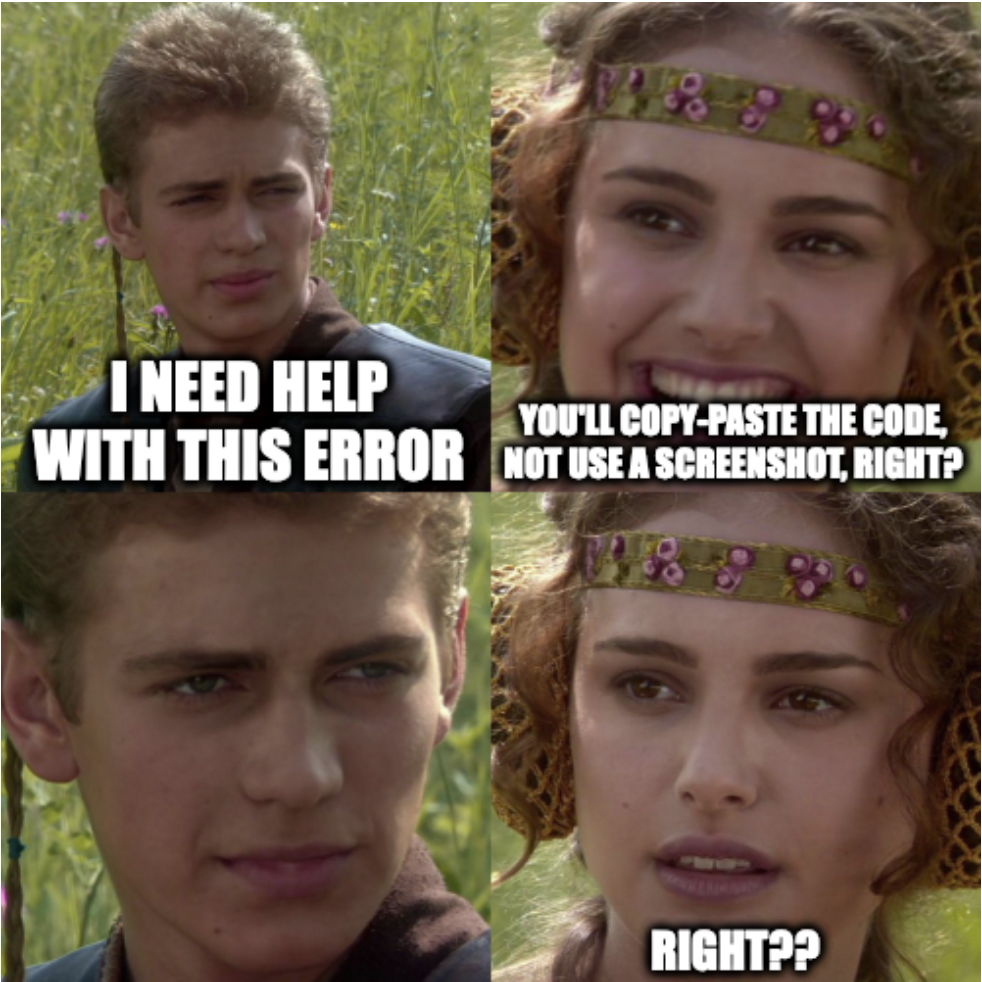 I NEED HELP
WITH THIS ERROR
YOU'LL COPY-PASTE THE CODE,
NOT USE A SCREENSHOT, RIGHT?
RIGHT??